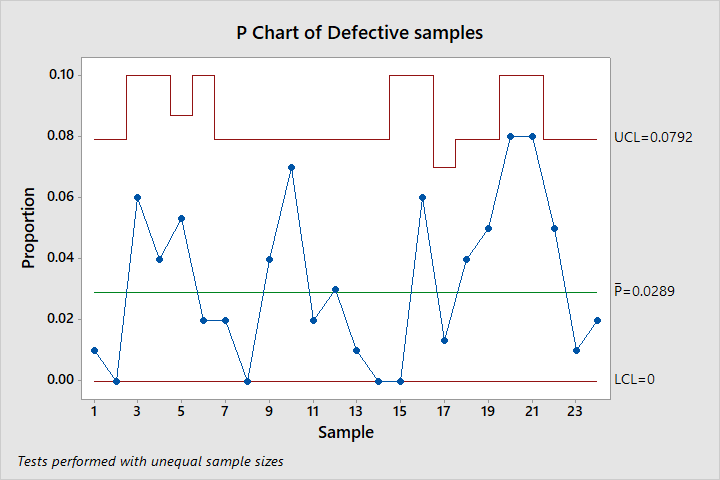 P Chart of Defective samples
0.10
0.08
0.06
0.04
0.02
0.00
Proportion
UCL=0.0792
P̄=0.0289
LCL=0
1 3 5 7 9 11 13 15 17 19 21 23
Sample
Tests performed with unequal sample sizes